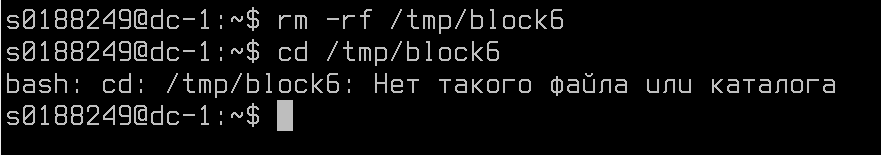 s0188249@dc-1:~$ rm -rf /tmp/block6
s0188249@dc-1:~$ cd /tmp/block6
bash: cd: /tmp/block6: Нет такого файла или каталога
s0188249@dc-1:~$